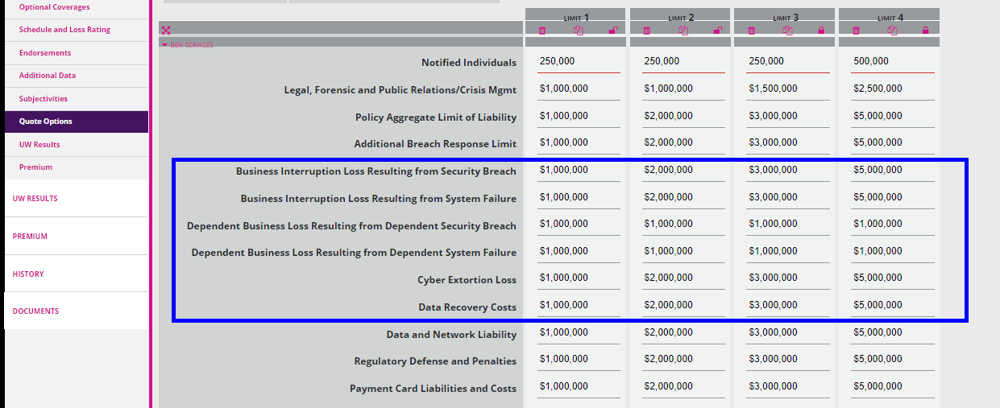 Optional Coverages
Schedule and Loss Rating
Endorsements
Additional Data
Subjectivities
Quote Options
UW Results
Premium
UW RESULTS
PREMIUM
HISTORY
DOCUMENTS
LIMIT 1 LIMIT 2 LIMIT 3 LIMIT 4
BBR SERVICES
Notified Individuals 250,000 250,000 250,000 500,000
Legal, Forensic and Public Relations/Crisis Mgmt $1,000,000 $1,000,000 $1,500,000 $2,500,000
Policy Aggregate Limit of Liability $1,000,000 $2,000,000 $3,000,000 $5,000,000
Additional Breach Response Limit $1,000,000 $2,000,000 $3,000,000 $5,000,000
Business Interruption Loss Resulting from Security Breach $1,000,000 $2,000,000 $3,000,000 $5,000,000
Business Interruption Loss Resulting from System Failure $1,000,000 $2,000,000 $3,000,000 $5,000,000
Dependent Business Loss Resulting from Dependent Security Breach $1,000,000 $1,000,000 $1,000,000 $1,000,000
Dependent Business Loss Resulting from Dependent System Failure $1,000,000 $1,000,000 $1,000,000 $1,000,000
Cyber Extortion Loss $1,000,000 $2,000,000 $3,000,000 $5,000,000
Data Recovery Costs $1,000,000 $2,000,000 $3,000,000 $5,000,000
Data and Network Liability $1,000,000 $2,000,000 $3,000,000 $5,000,000
Regulatory Defense and Penalties $1,000,000 $2,000,000 $3,000,000 $5,000,000
Payment Card Liabilities and Costs $1,000,000 $2,000,000 $3,000,000 $5,000,000